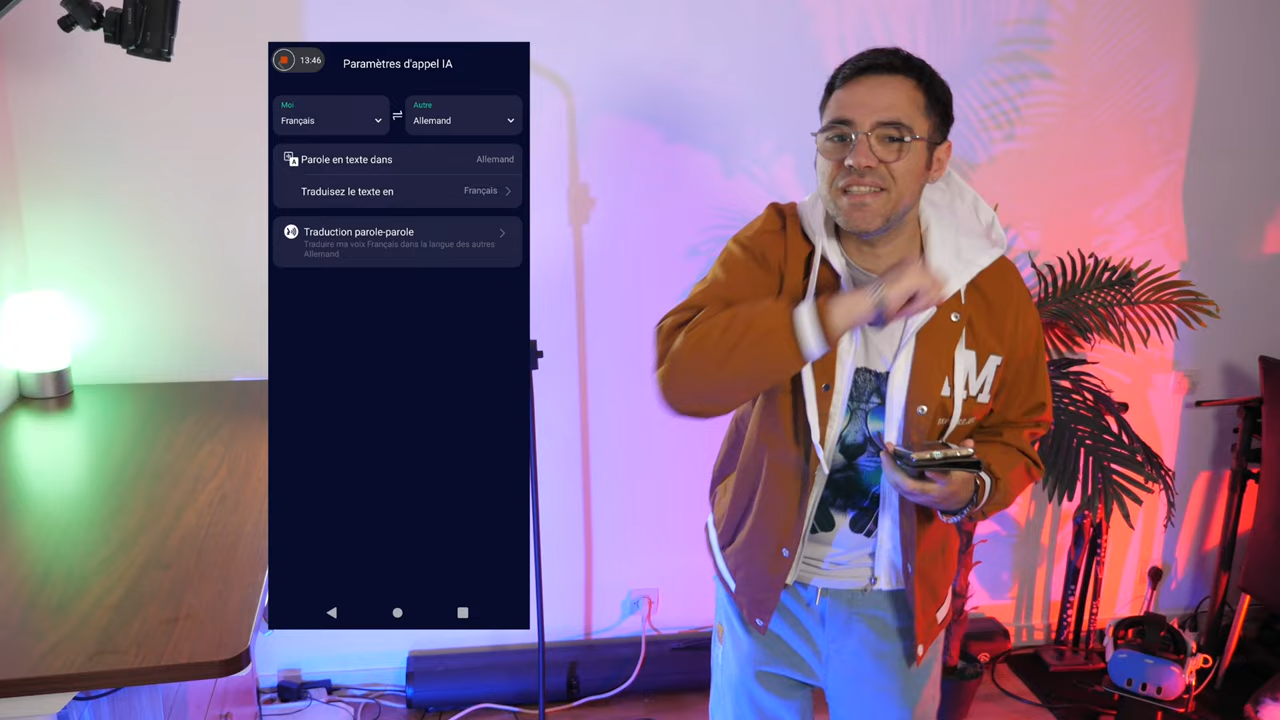 13:46
Paramètres d'appel IA
Moi
Français
Autre
Allemand
Parole en texte dans
Allemand
Traduisez le texte en
Français
Traduction parole-parole
Traduire ma voix Français dans la langue des autres
Allemand
M